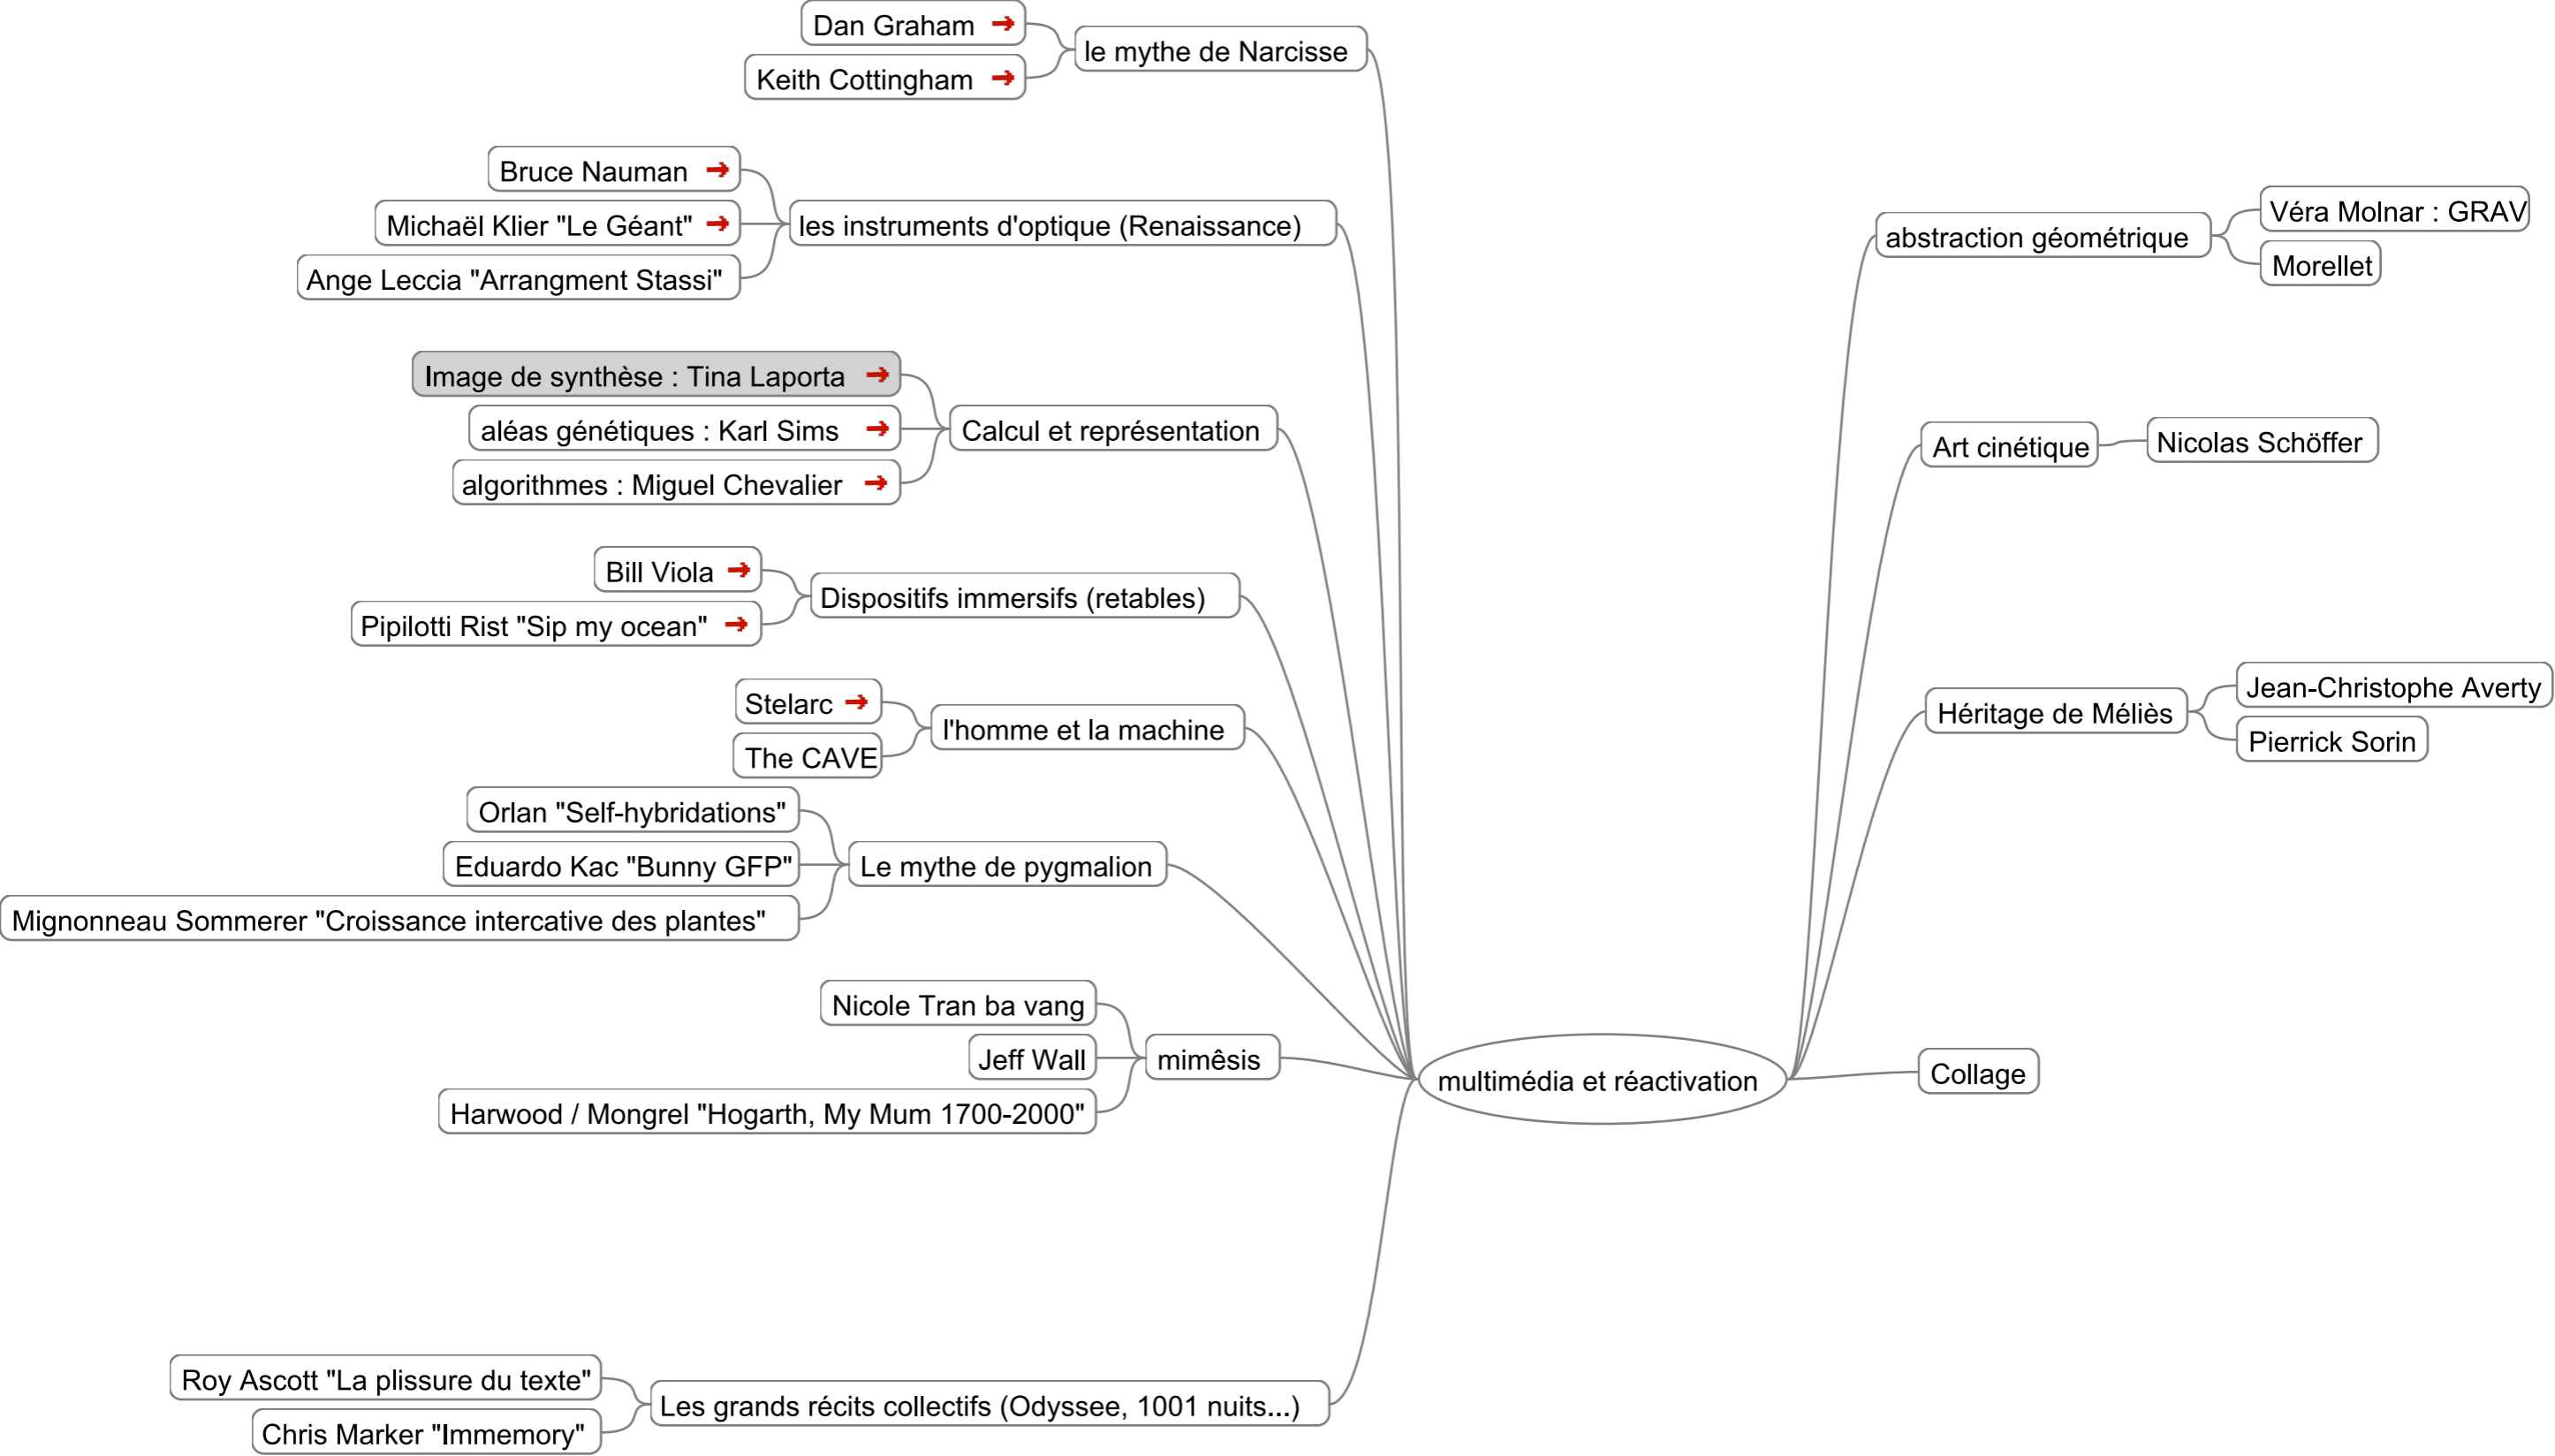 Dan Graham
Keith Cottingham
le mythe de Narcisse
Bruce Nauman
Michaël Klier "Le Géant"
Ange Leccia "Arrangment Stassi"
les instruments d'optique (Renaissance)
Image de synthèse : Tina Laporta
aléas génétiques : Karl Sims
algorithmes : Miguel Chevalier
Calcul et représentation
Bill Viola
Pipilotti Rist "Sip my ocean"
Dispositifs immersifs (retables)
Stelarc
The CAVE
l'homme et la machine
Orlan "Self-hybridations"
Eduardo Kac "Bunny GFP"
Mignonneau Sommerer "Croissance intercative des plantes"
Le mythe de pygmalion
Nicole Tran ba vang
Jeff Wall
Harwood / Mongrel "Hogarth, My Mum 1700-2000"
mimêsis
Roy Ascott "La plissure du texte"
Chris Marker "Immemory"
Les grands récits collectifs (Odyssee, 1001 nuits...)
multimédia et réactivation
abstraction géométrique
Véra Molnar : GRAV
Morellet
Art cinétique
Nicolas Schöffer
Héritage de Méliès
Jean-Christophe Averty
Pierrick Sorin
Collage